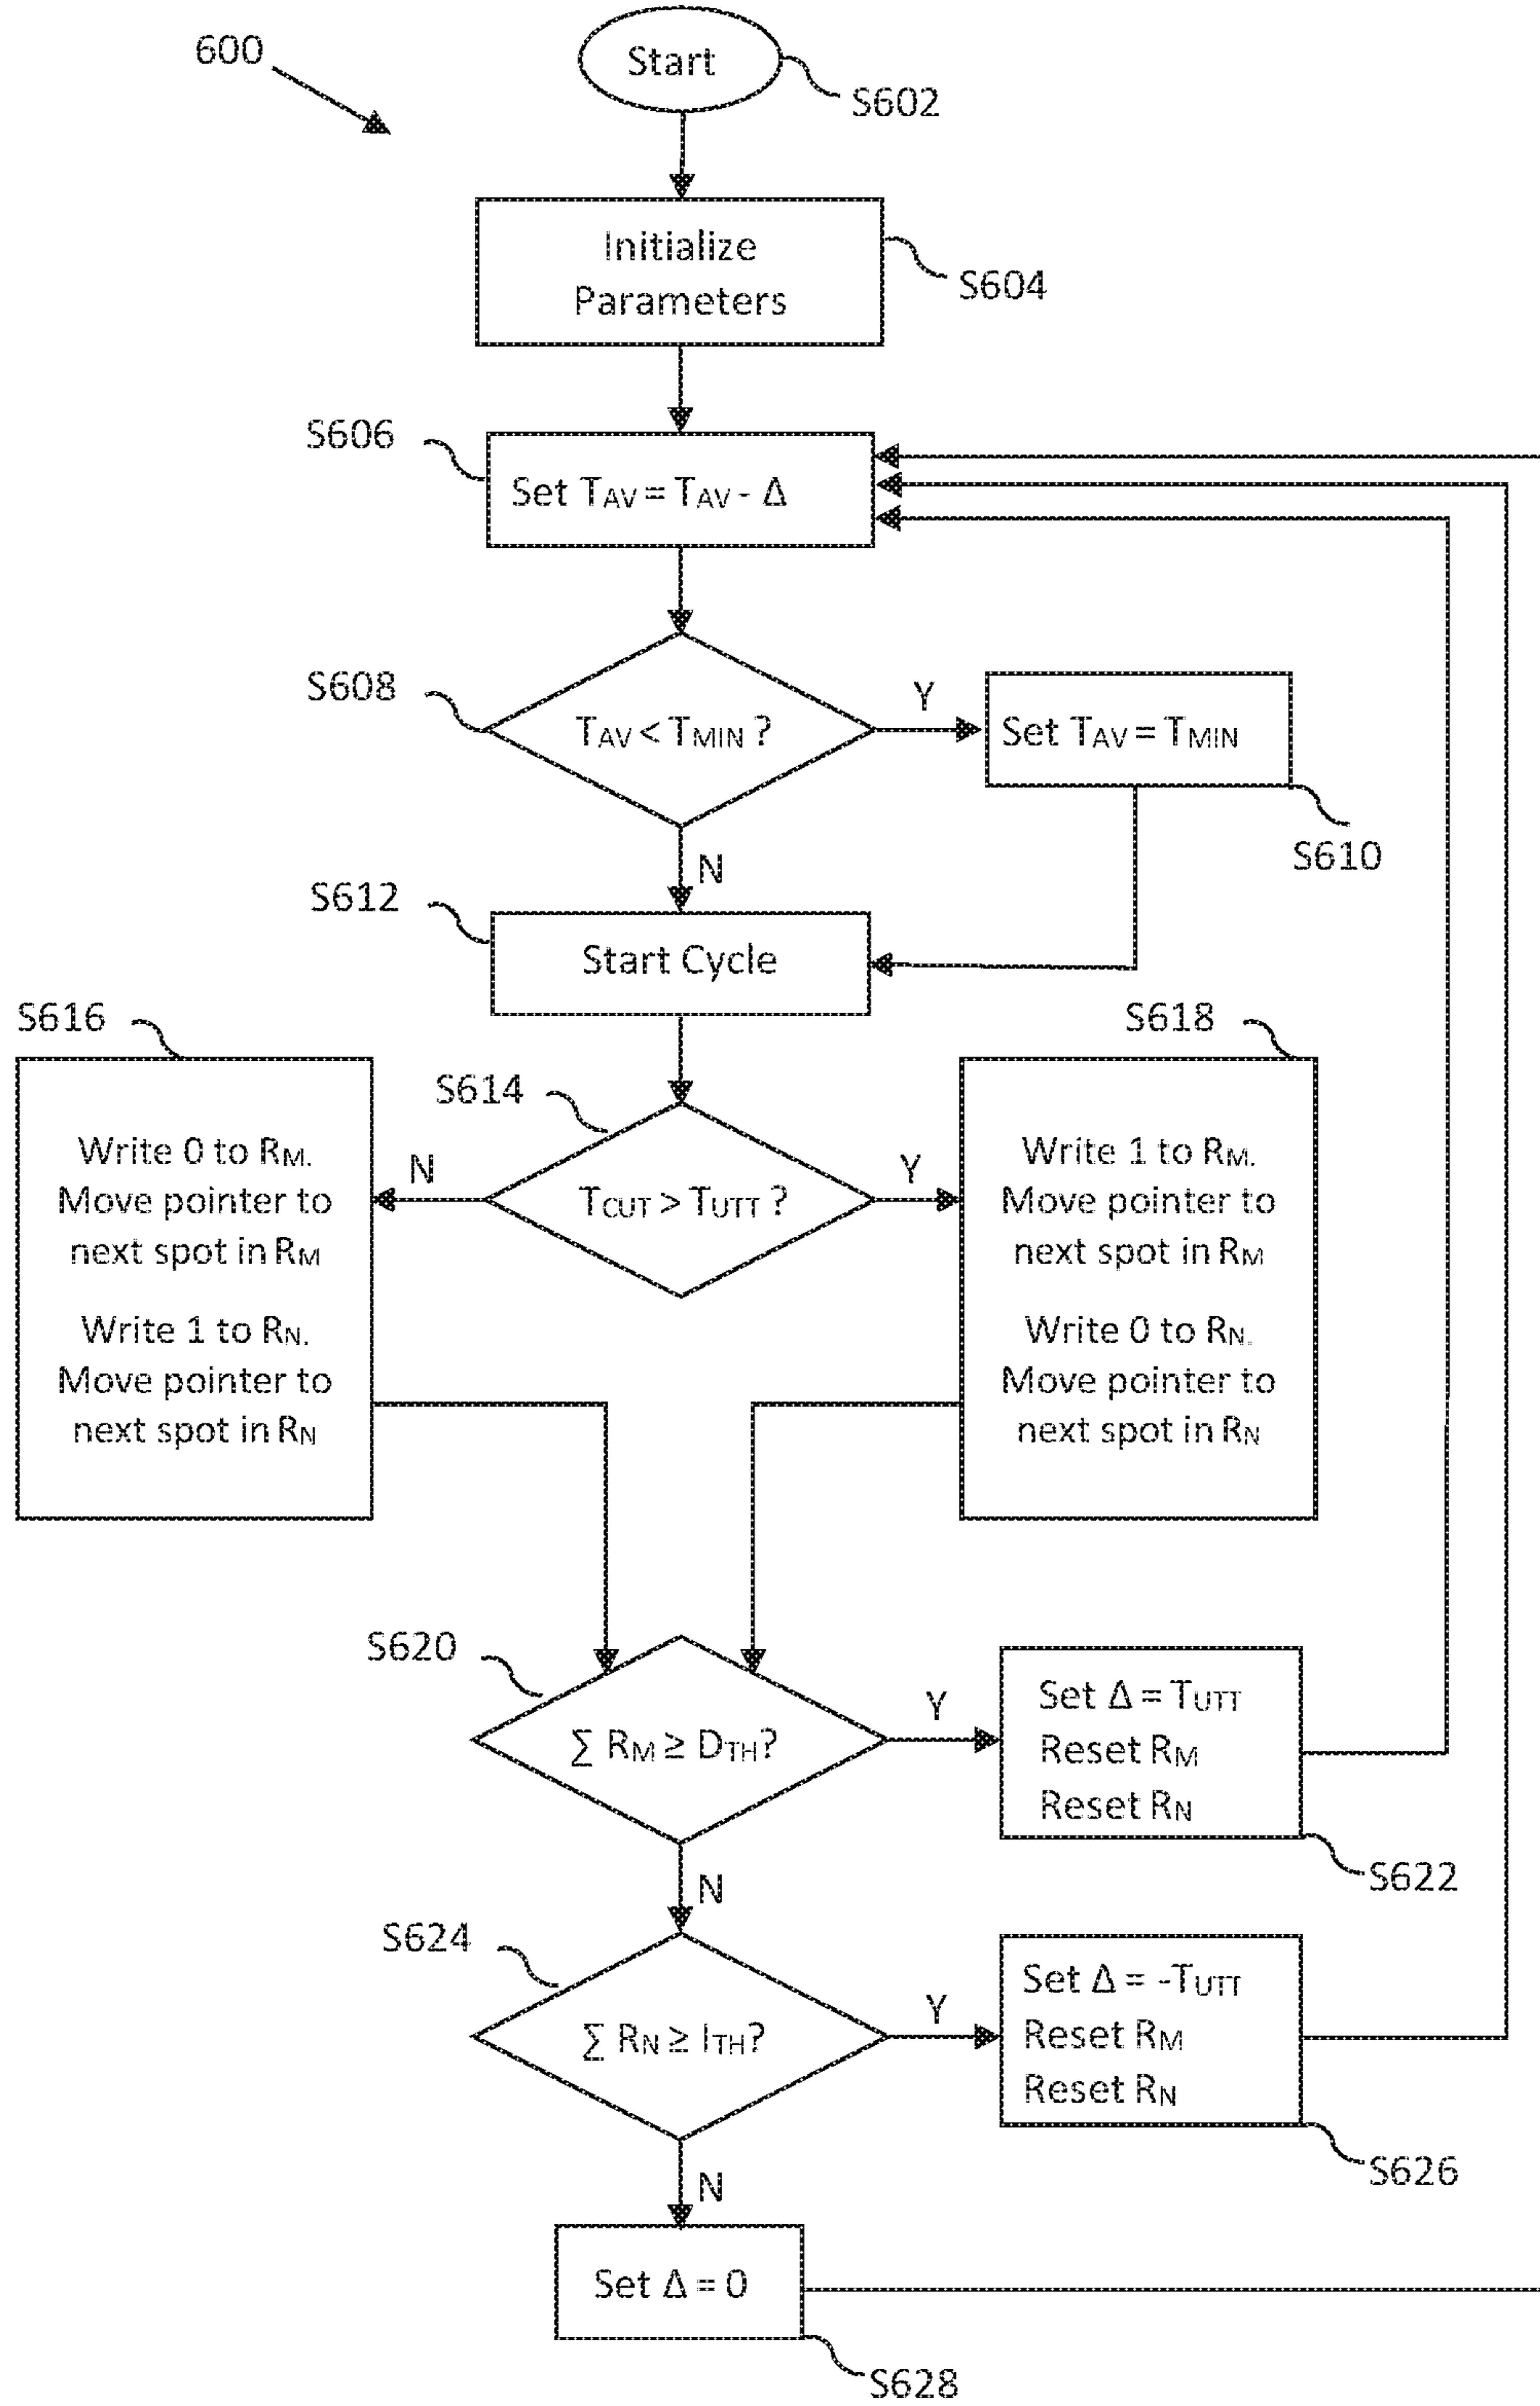 600
Start
S602
Initialize
Parameters
S604
S606
Set TAV = TAV - Δ
S608
TAV < TMIN ?
Y
Set TAV = TMIN
S610
N
S612
Start Cycle
S616
S618
S614
Write 0 to RM.
Move pointer to
next spot in RM
Write 1 to RN.
Move pointer to
next spot in RN
N
TCUT > TUTT ?
Y
Write 1 to RM.
Move pointer to
next spot in RM
Write 0 to RN.
Move pointer to
next spot in RN
S620
∑ RM ≥ DTH?
Y
Set Δ = TUTT
Reset RM
Reset RN
S622
N
S624
∑ RN ≥ ITH?
Y
Set Δ = -TUTT
Reset RM
Reset RN
S626
N
Set Δ = 0
S628